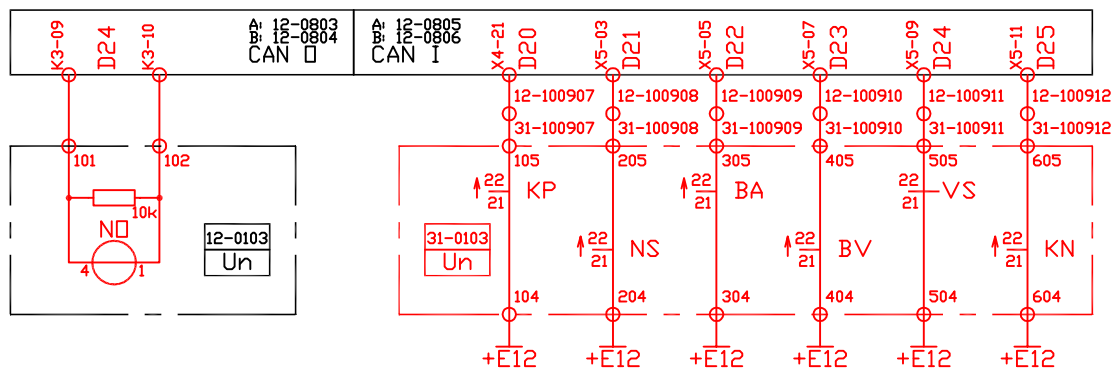 K3-09
D24
K3-10
A: 12-0803
B: 12-0804
CAN O
A: 12-0805
B: 12-0806
CAN I
X4-21
D20
X5-03
D21
X5-05
D22
X5-07
D23
X5-09
D24
X5-11
D25
12-100907
12-100908
12-100909
12-100910
12-100911
12-100912
31-100907
31-100908
31-100909
31-100910
31-100911
31-100912
101
102
105
205
305
405
505
605
22
21
KP
22
21
BA
22
21
VS
10k
NO
4
1
12-0103
Un
31-0103
Un
22
21
NS
22
21
BV
22
21
KN
104
204
304
404
504
604
+E12
+E12
+E12
+E12
+E12
+E12